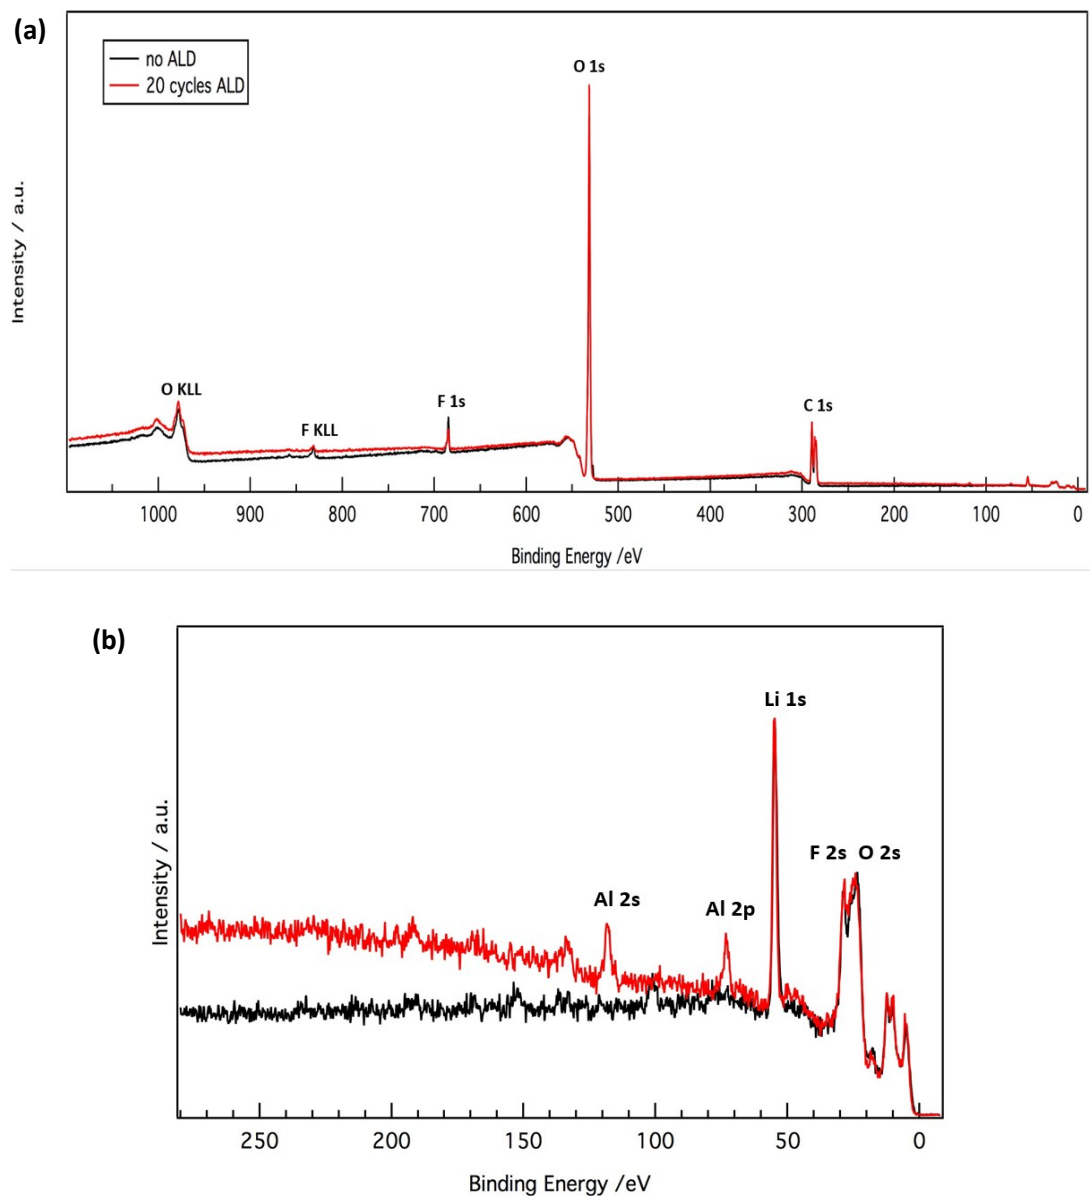 (a)
no ALD
20 cycles ALD
O 1s
O KLL
F KLL
F 1s
C 1s
Intensity / a.u.
1000 900 800 700 600 500 400 300 200 100 0
Binding Energy /eV
(b)
Li 1s
F 2s O 2s
Al 2s
Al 2p
Intensity / a.u.
250 200 150 100 50 0
Binding Energy /eV